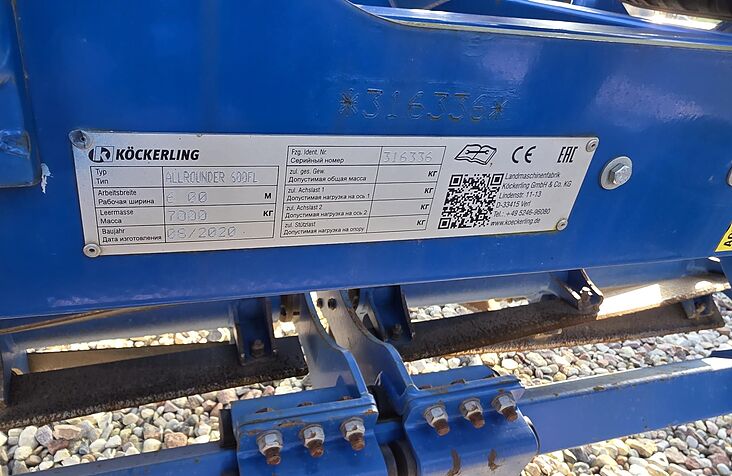 *316336*
KÖCKERLING
Typ
Тип
ALLROUNDER 600FL
Arbeitsbreite
Рабочая ширина
6 00 М
Leermasse
Масса
7000 КГ
Baujahr
Дата изготовления
06/2020
Fzg. Ident. Nr.
Серийный номер
316336
zul. ges. Gew.
Допустимая общая масса
КГ
zul. Achslast 1
Допустимая нагрузка на ось 1
КГ
zul. Achslast 2
Допустимая нагрузка на ось 2
КГ
zul. Stützlast
Допустимая нагрузка на опору
КГ
CE EAC
Landmaschinenfabrik
Köckerling GmbH & Co. KG
Lindenstr. 11-13
D-33415 Verl
Tel.: +49 5246-96080
www.koeckerling.de